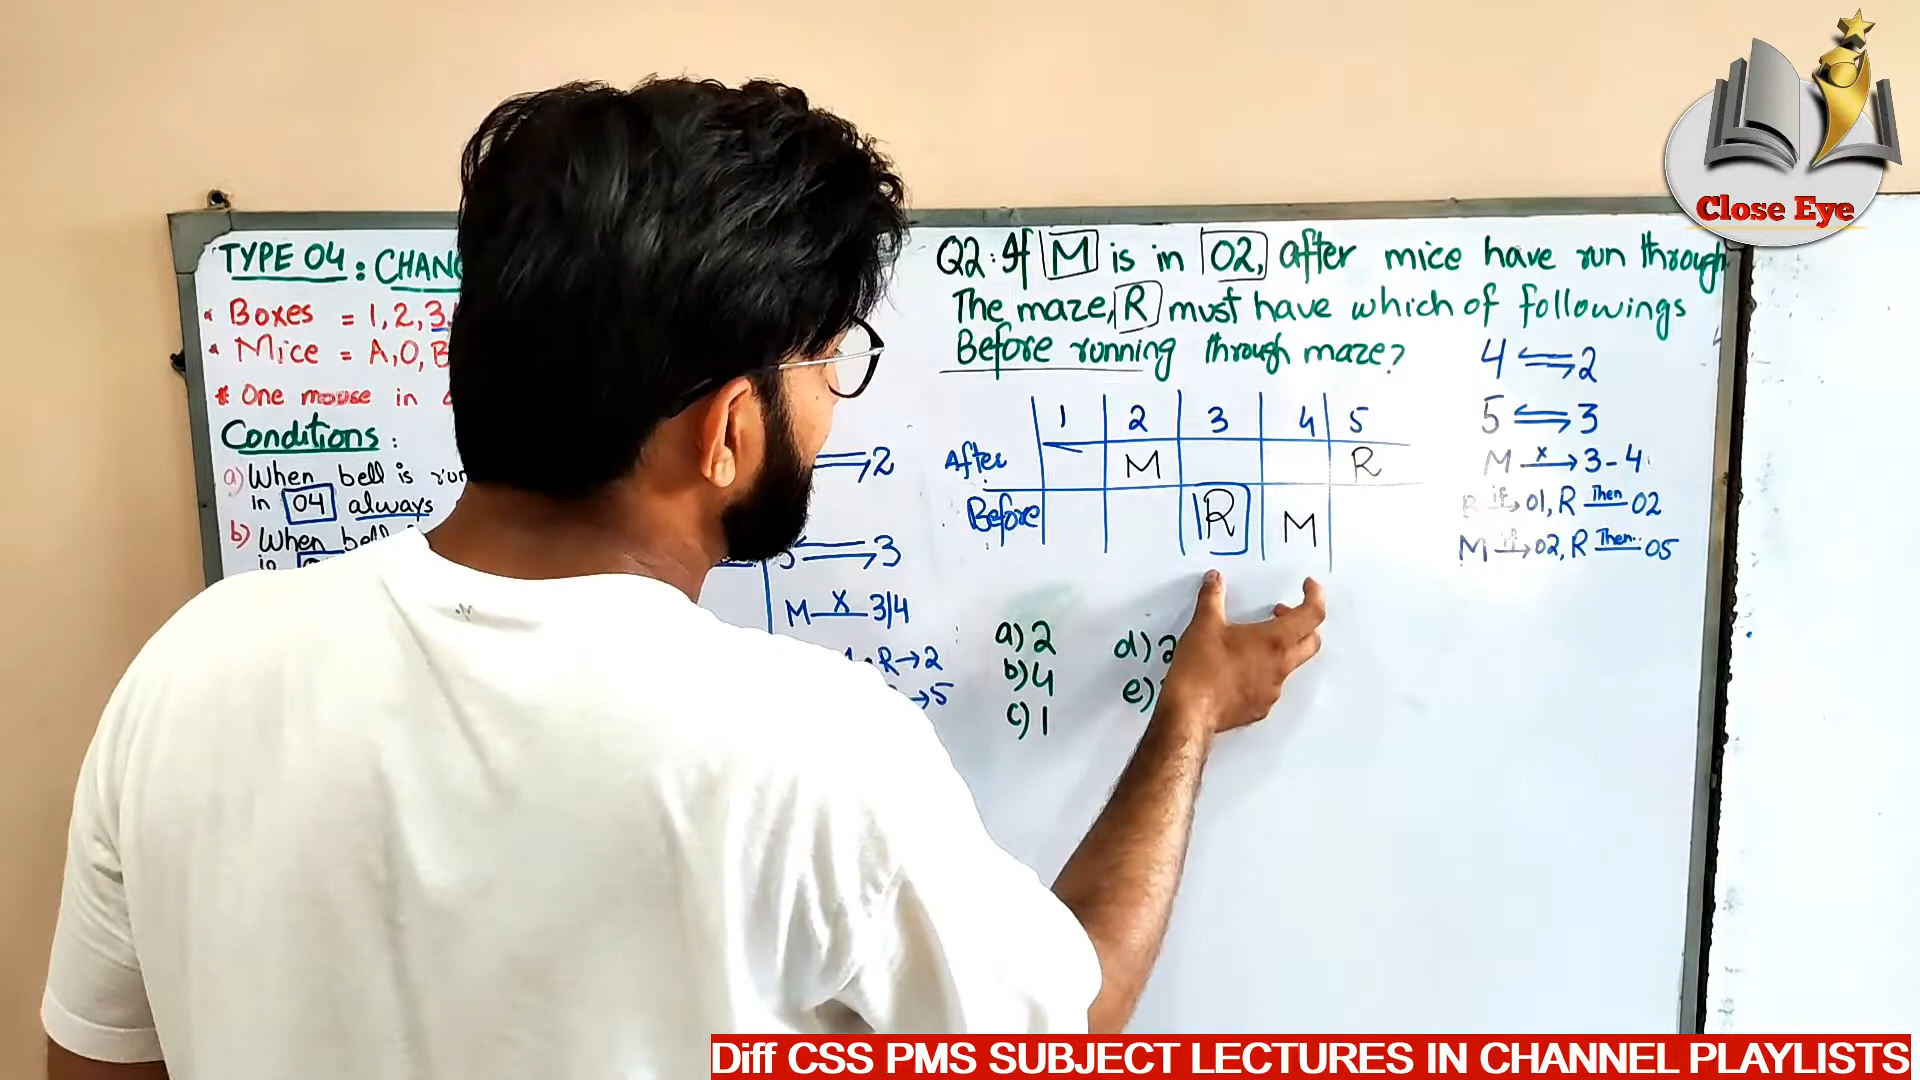 Close Eye
TYPE 04: CHANG
* Boxes = 1, 2, 3,
* Mice = A, O, B
* One mouse in
Conditions:
a) When bell is run
in 04 always
b) When bell
is
2
3
M x 3/4
R→2
→5
Q2: If M is in 02, after mice have run through
The maze, R must have which of followings
Before running through maze?
4 ⇌ 2
5 ⇌ 3
M x→ 3-4
if→ 01, R Then 02
M if→ 02, R Then 05
1 2 3 4 5
After M R
Before R M
a) 2
b) 4
c) 1
d) 2
e)
Diff CSS PMS SUBJECT LECTURES IN CHANNEL PLAYLISTS